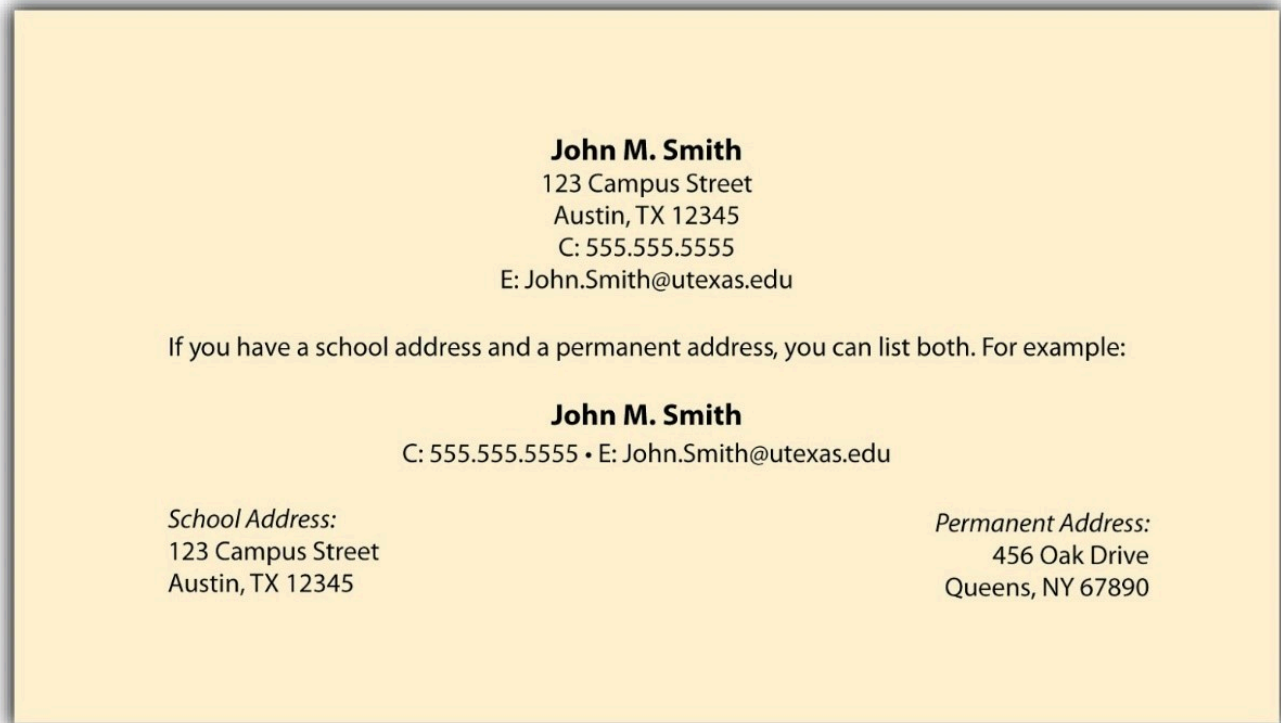 John M. Smith
123 Campus Street
Austin, TX 12345
C: 555.555.5555
E: John.Smith@utexas.edu
If you have a school address and a permanent address, you can list both. For example:
John M. Smith
C: 555.555.5555 • E: John.Smith@utexas.edu
School Address:
123 Campus Street
Austin, TX 12345
Permanent Address:
456 Oak Drive
Queens, NY 67890